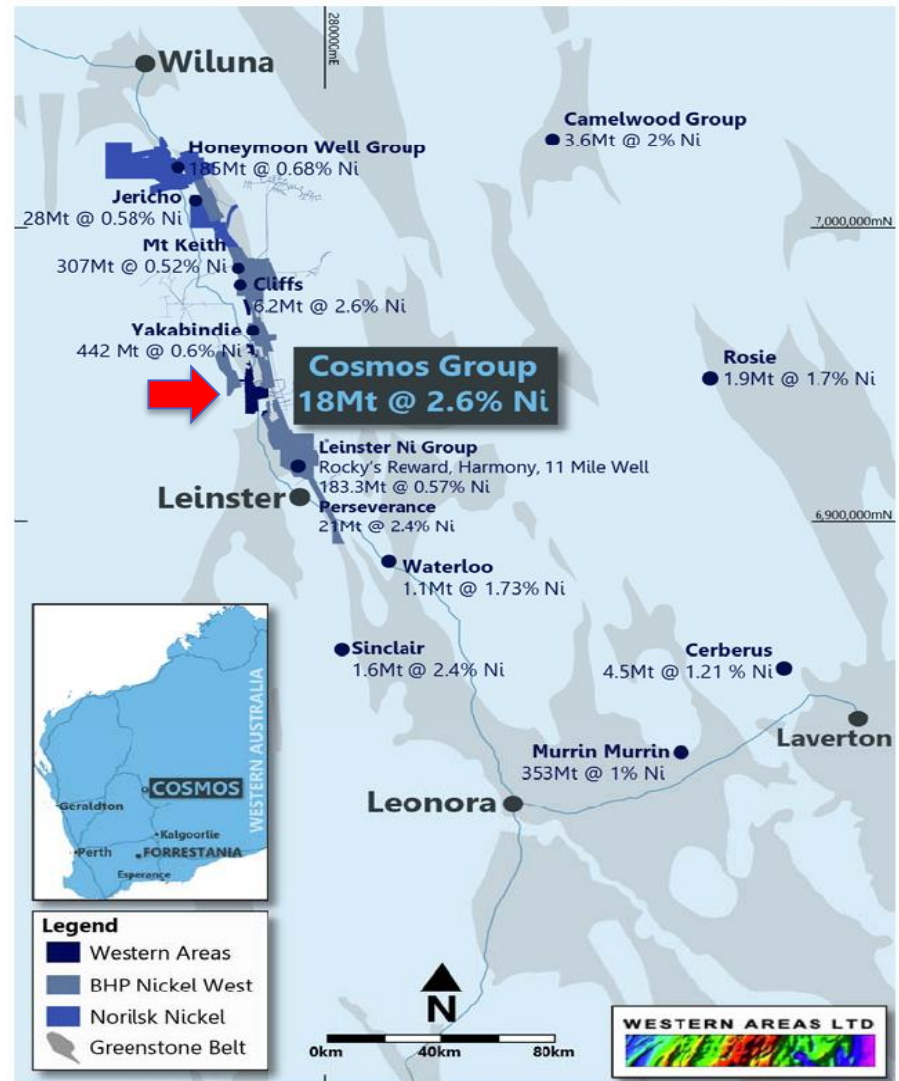 280000mE
Wiluna
Camelwood Group
3.6Mt @ 2% Ni
Honeymoon Well Group
185Mt @ 0.68% Ni
Jericho
28Mt @ 0.58% Ni
7,000,000mN
Mt Keith
307Mt © 0.52% Ni
Cliffs
6.2Mt @ 2.6% Ni
Yakabindie
442 Mt @ 0.6% Ni
Cosmos Group
18Mt @ 2.6% Ni
Rosie
1.9Mt @ 1.7% Ni
Leinster Ni Group
Rocky's Reward, Harmony, 11 Mile Well
183.3Mt @ 0.57% Ni
Leinster
Perseverance
21Mt @ 2.4% Ni
6,900,000mN
Waterloo
1.1Mt @ 1.73% Ni
Sinclair
1.6Mt @ 2.4% Ni
Cerberus
4.5Mt @ 1.21 % Ni
Laverton
Murrin Murrin
353Mt @ 1% Ni
Leonora
WESTERN AUSTRALIA
COSMOS
Geraldton
Kalgoorlie
Perth
FORRESTANIA
Esperance
Legend
Western Areas
BHP Nickel West
Norilsk Nickel
Greenstone Belt
N
0km 40km 80km
WESTERN AREAS LTD